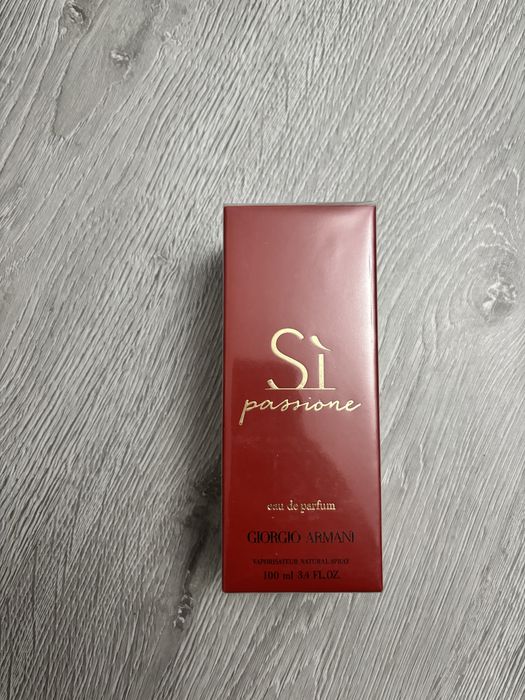 Sì
passione
eau de parfum
GIORGIO ARMANI
VAPORISATEUR NATURAL SPRAY
100 ml 3.4 FL.OZ.